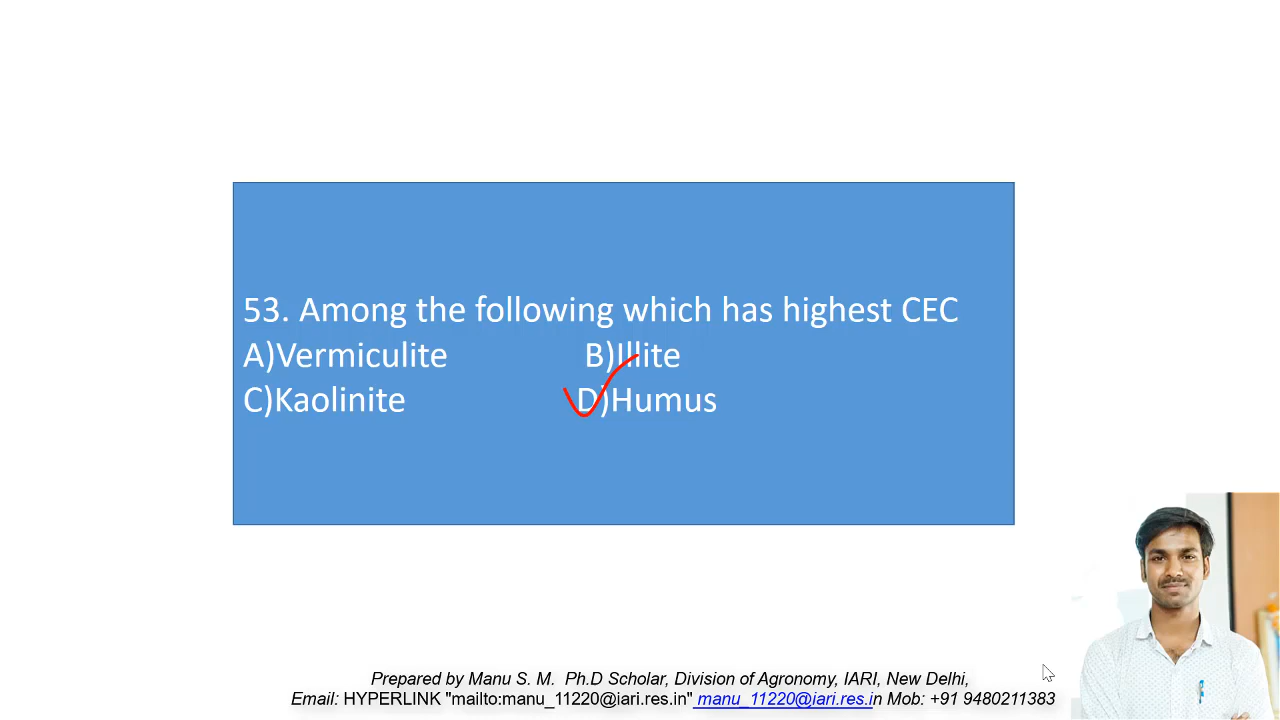 53. Among the following which has highest CEC
A)Vermiculite B)Illite
C)Kaolinite D)Humus
Prepared by Manu S. M. Ph.D Scholar, Division of Agronomy, IARI, New Delhi,
Email: HYPERLINK "mailto:manu_11220@iari.res.in" manu_11220@iari.res.in Mob: +91 9480211383